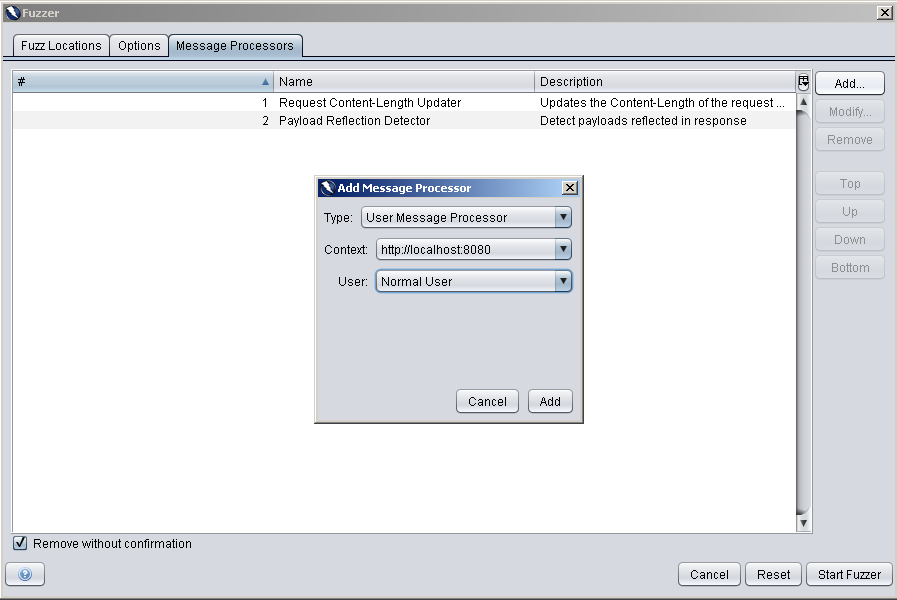 Fuzzer
Fuzz Locations Options Message Processors
# Name Description
1 Request Content-Length Updater Updates the Content-Length of the request ...
2 Payload Reflection Detector Detect payloads reflected in response
Add...
Modify...
Remove
Top
Up
Down
Bottom
Add Message Processor
Type: User Message Processor
Context: http://localhost:8080
User: Normal User
Cancel Add
Remove without confirmation
? Cancel Reset Start Fuzzer